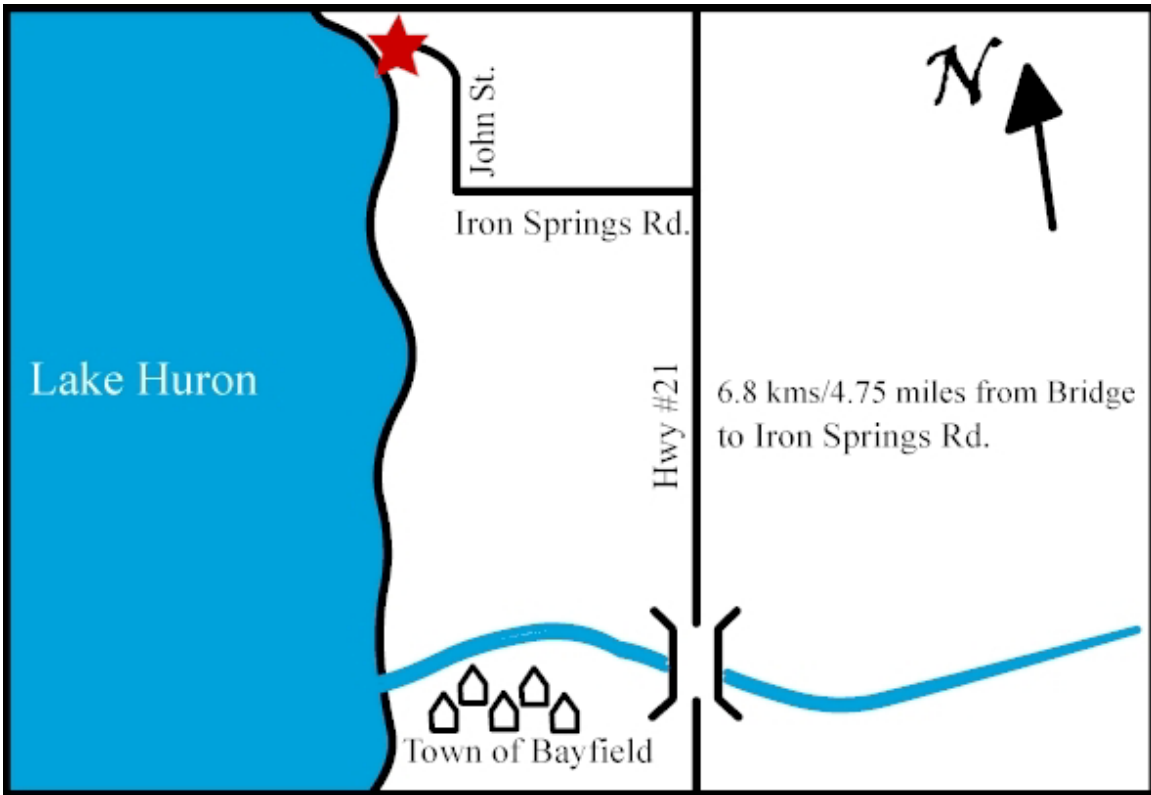 N
John St.
Iron Springs Rd.
Lake Huron
Hwy #21
6.8 kms/4.75 miles from Bridge
to Iron Springs Rd.
Town of Bayfield